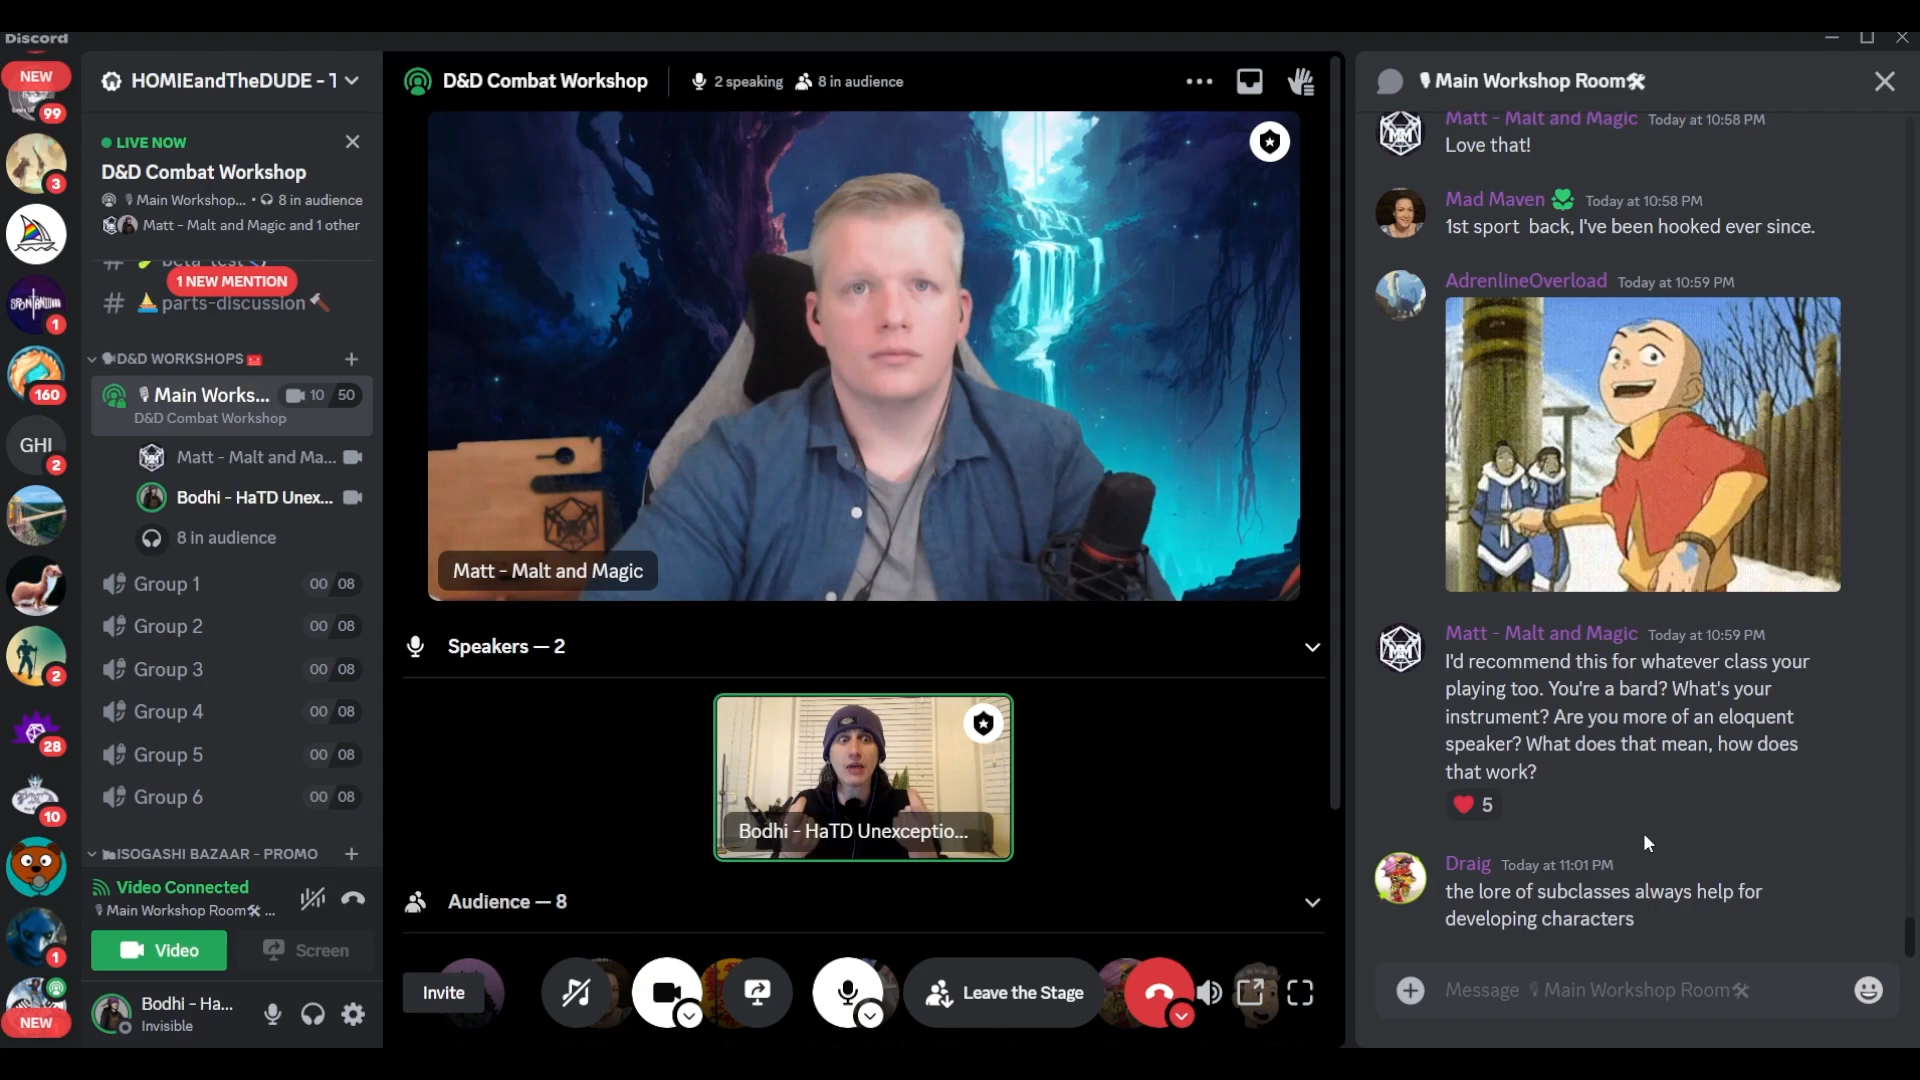 Discord
NEW
99
3
SPONTANIUUM
1
160
GHI
2
2
28
10
1
NEW
HOMIEandTheDUDE - T
LIVE NOW
D&D Combat Workshop
Main Workshop... • 8 in audience
Matt - Malt and Magic and 1 other
# beta-test
1 NEW MENTION
# parts-discussion
D&D WORKSHOPS
Main Works... 10 50
D&D Combat Workshop
Matt - Malt and Ma...
Bodhi - HaTD Unex...
8 in audience
Group 1 00 08
Group 2 00 08
Group 3 00 08
Group 4 00 08
Group 5 00 08
Group 6 00 08
ISOGASHI BAZAAR - PROMO
Video Connected
Main Workshop Room ...
Video
Screen
Bodhi - Ha...
Invisible
D&D Combat Workshop
2 speaking 8 in audience
MM
Matt - Malt and Magic
Speakers — 2
Bodhi - HaTD Unexceptio...
Audience — 8
Invite
Leave the Stage
Main Workshop Room
Matt - Malt and Magic Today at 10:58 PM
Love that!
Mad Maven Today at 10:58 PM
1st sport back, I've been hooked ever since.
AdrenlineOverload Today at 10:59 PM
Matt - Malt and Magic Today at 10:59 PM
I'd recommend this for whatever class your
playing too. You're a bard? What's your
instrument? Are you more of an eloquent
speaker? What does that mean, how does
that work?
5
Draig Today at 11:01 PM
the lore of subclasses always help for
developing characters
Message Main Workshop Room